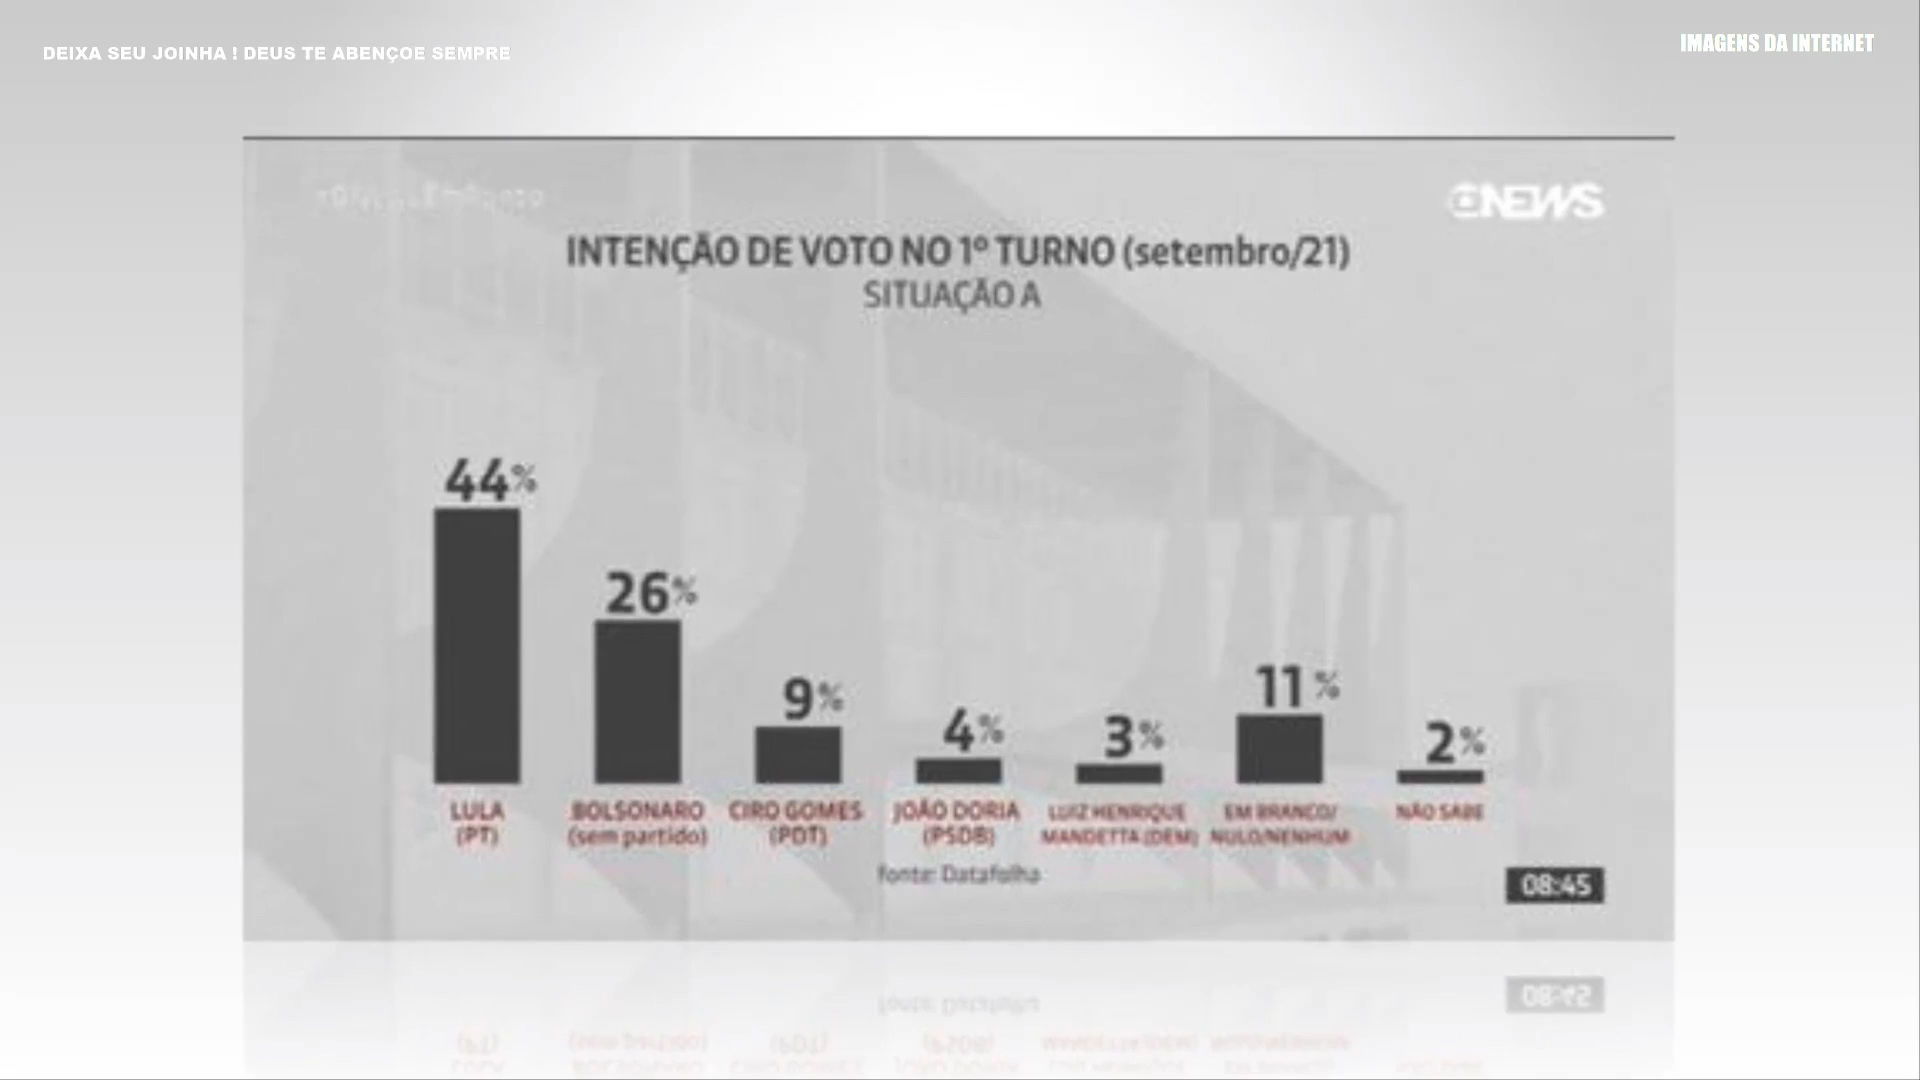 DEIXA SEU JOINHA ! DEUS TE ABENÇOE SEMPRE
IMAGENS DA INTERNET
NEWS
INTENÇÃO DE VOTO NO 1º TURNO (setembro/21)
SITUAÇÃO A
44%
26%
9%
4%
3%
11%
2%
LULA
(PT)
BOLSONARO
(sem partido)
CIRO GOMES
(PDT)
JOÃO DORIA
(PSDB)
LUIZ HENRIQUE
MANDETTA (DEM)
EM BRANCO/
NULO/NENHUM
NÃO SABE
fonte: Datafolha
08:45